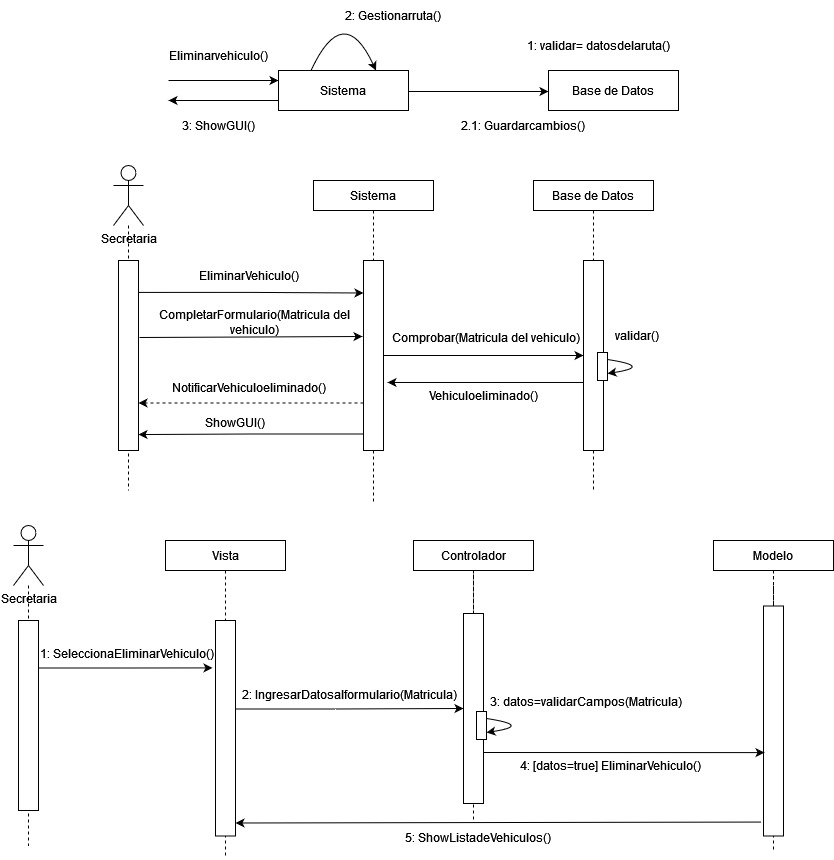 2: Gestionarruta()
Eliminarvehiculo()
1: validar= datosdelaruta()
Sistema
Base de Datos
3: ShowGUI()
2.1: Guardarcambios()
Secretaria
Sistema
Base de Datos
EliminarVehiculo()
CompletarFormulario(Matricula del
vehiculo)
Comprobar(Matricula del vehiculo)
validar()
NotificarVehiculoeliminado()
Vehiculoeliminado()
ShowGUI()
Secretaria
Vista
Controlador
Modelo
1: SeleccionaEliminarVehiculo()
2: IngresarDatosalformulario(Matricula)
3: datos=validarCampos(Matricula)
4: [datos=true] EliminarVehiculo()
5: ShowListadeVehiculos()